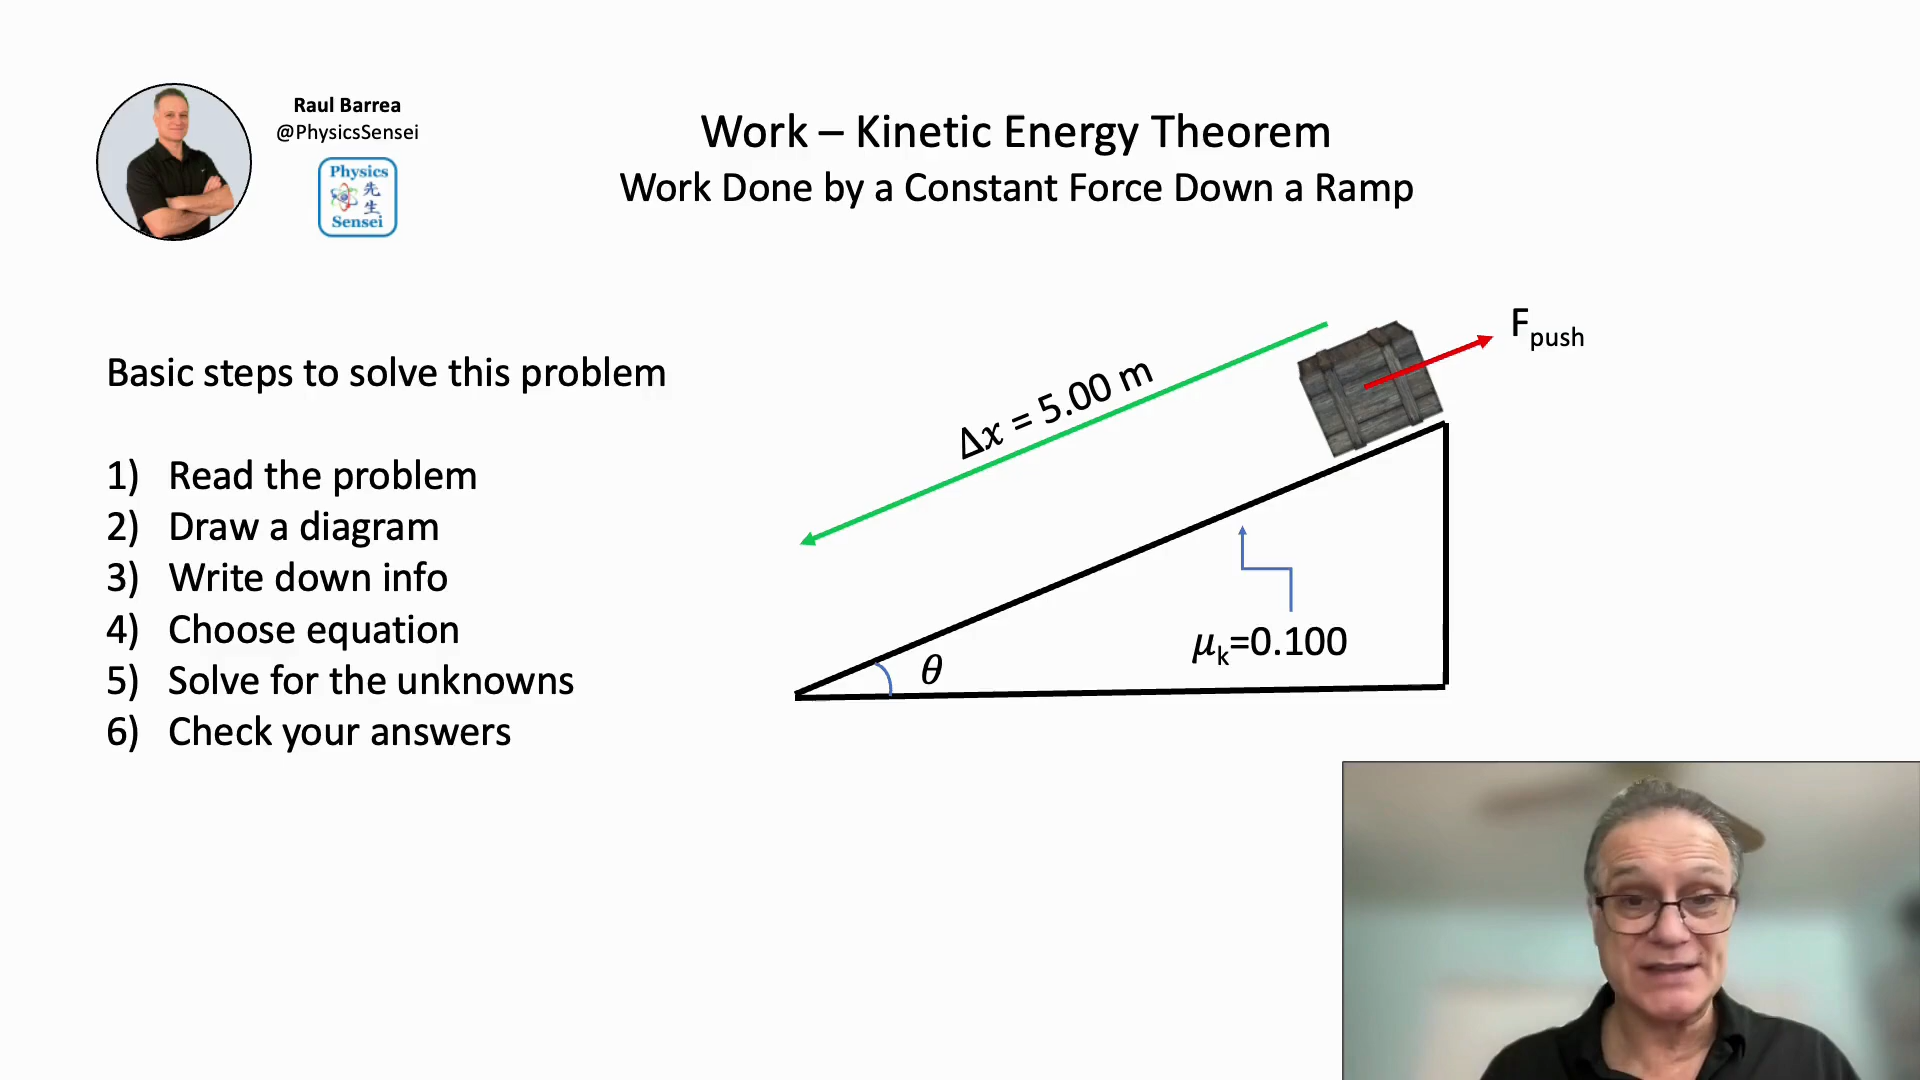 Raul Barrea
@PhysicsSensei
Physics
先
生
Sensei
Work – Kinetic Energy Theorem
Work Done by a Constant Force Down a Ramp
Basic steps to solve this problem
1) Read the problem
2) Draw a diagram
3) Write down info
4) Choose equation
5) Solve for the unknowns
6) Check your answers
Δx = 5.00 m
Fpush
μk=0.100
θ